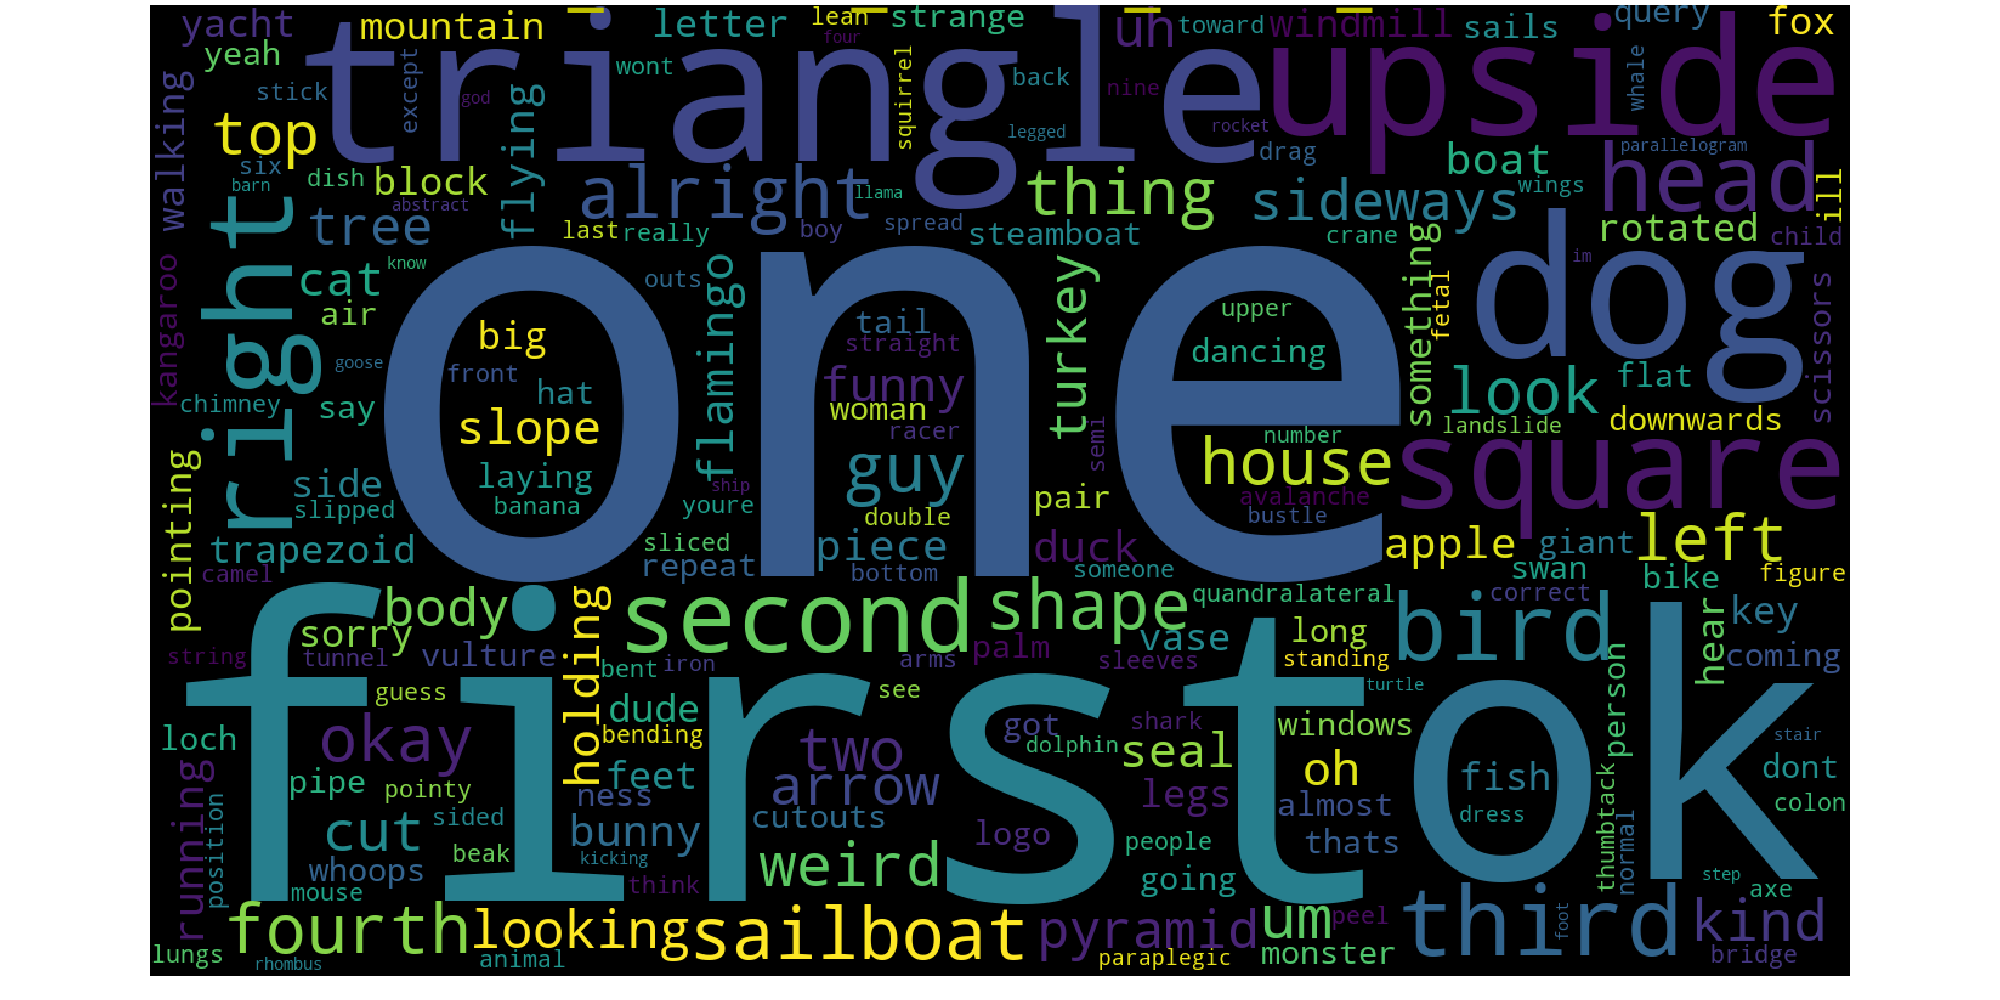 yacht
mountain
letter
lean
strange
uh
toward
windmill
sails
query
fox
yeah
four
wont
triangle
upside
walking
stick
except
god
flying
squirrel
back
nine
legged
rocket
drag
whale
parallelogram
top
six
barn
dish
block
abstract
alright
llama
thing
boat
wings
head
ill
right
tree
last
really
boy
spread
steamboat
sideways
crane
rotated
child
kangaroo
cat
know
air
outs
flamingo
one
turkey
something
fetal
im
dog
scissors
goose
big
front
hat
tail
straight
funny
upper
dancing
look
flat
chimney
say
slope
woman
racer
guy
semi
number
landslide
downwards
house
square
pointing
side
slipped
laying
banana
ship
youre
double
pair
avalanche
bustle
trapezoid
camel
sliced
repeat
piece
bottom
duck
someone
apple
giant
left
swan
bike
figure
body
sorry
holding
second
shape
quandralateral
correct
bird
hear
key
string
tunnel
vulture
bent
iron
arms
palm
sleeves
vase
long
standing
coming
first
guess
see
turtle
ok
person
loch
okay
dude
bending
two
got
dolphin
shark
seal
windows
stair
running
pipe
pointy
feet
ness
arrow
legs
oh
almost
fish
dress
thumbtack
dont
colon
position
cut
sided
bunny
cutouts
logo
people
thats
normal
whoops
beak
kicking
weird
mouse
think
going
step
axe
fourth
looking
sailboat
pyramid
um
peel
third
foot
kind
lungs
rhombus
animal
paraplegic
monster
bridge